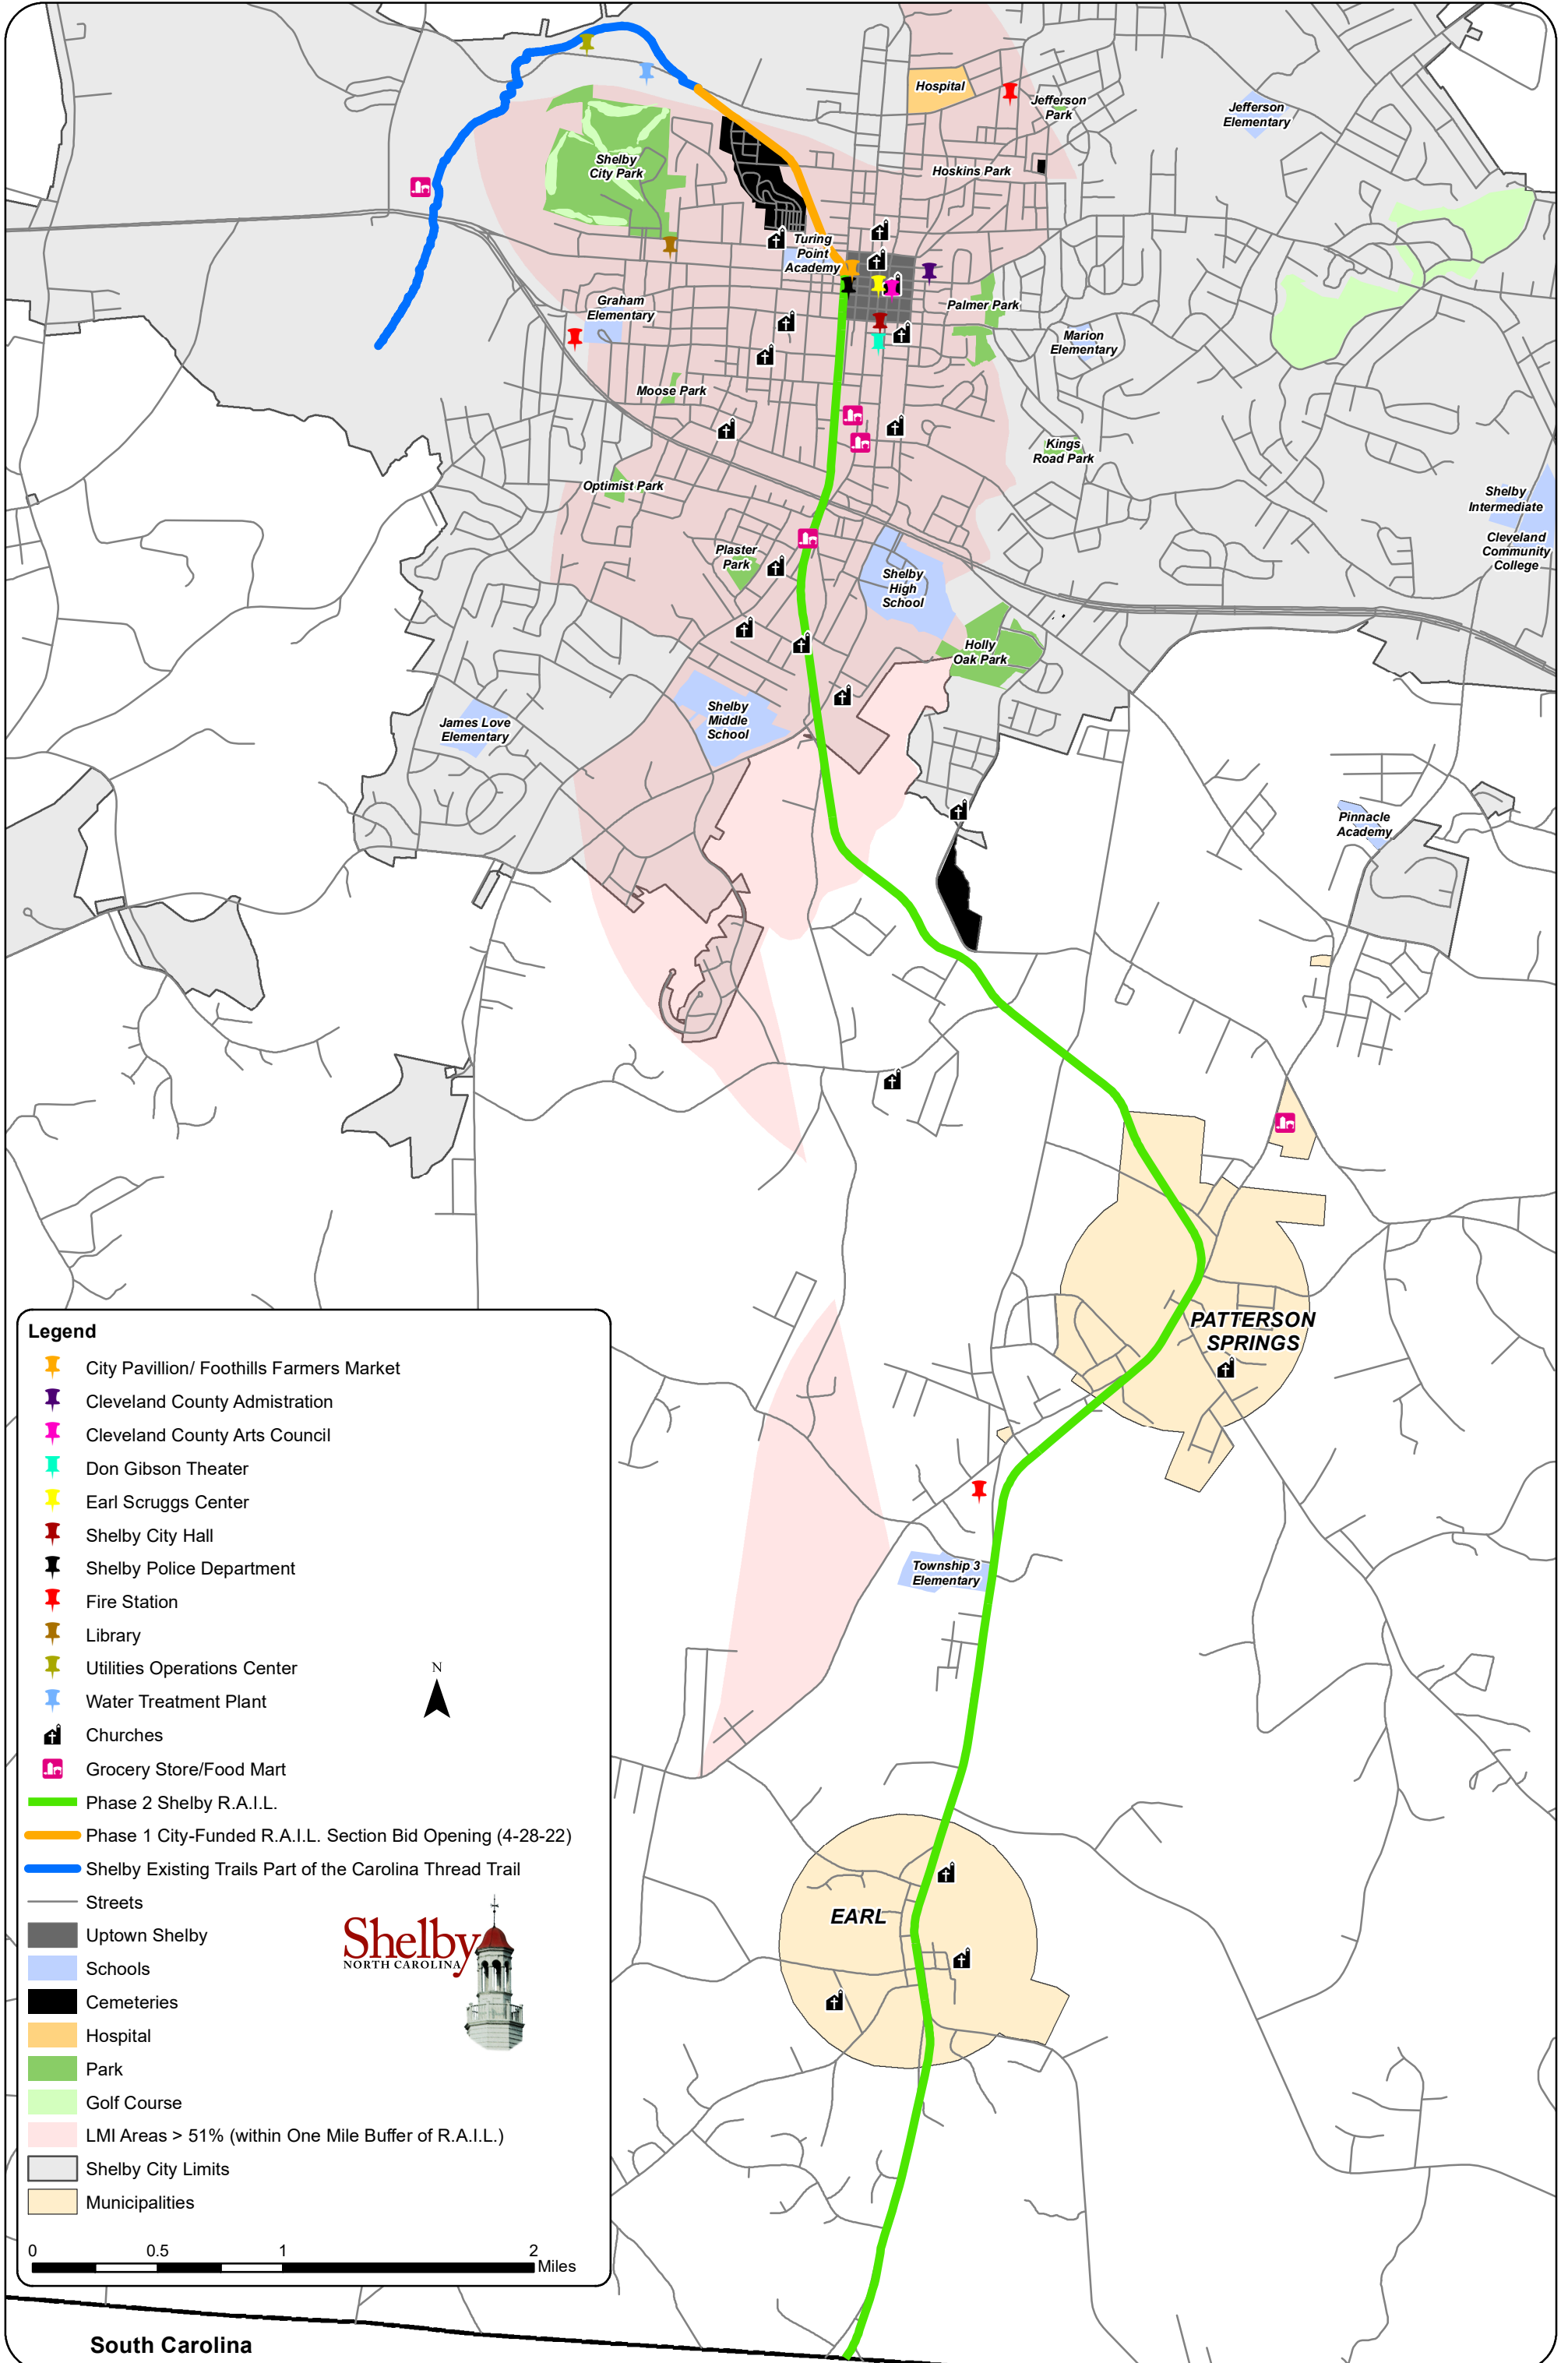 Hospital
Jefferson
Park
Jefferson
Elementary
Shelby
City Park
Hoskins Park
Turing
Point
Academy
Graham
Elementary
Palmer Park
Marion
Elementary
Moose Park
Kings
Road Park
Optimist Park
Shelby
Intermediate
Cleveland
Community
College
Plaster
Park
Shelby
High
School
Holly
Oak Park
Shelby
Middle
School
James Love
Elementary
Pinnacle
Academy
PATTERSON
SPRINGS
Township 3
Elementary
EARL
Legend
City Pavillion/ Foothills Farmers Market
Cleveland County Admistration
Cleveland County Arts Council
Don Gibson Theater
Earl Scruggs Center
Shelby City Hall
Shelby Police Department
Fire Station
Library
Utilities Operations Center
Water Treatment Plant
Churches
Grocery Store/Food Mart
Phase 2 Shelby R.A.I.L.
Phase 1 City-Funded R.A.I.L. Section Bid Opening (4-28-22)
Shelby Existing Trails Part of the Carolina Thread Trail
Streets
Uptown Shelby
Schools
Cemeteries
Hospital
Park
Golf Course
LMI Areas > 51% (within One Mile Buffer of R.A.I.L.)
Shelby City Limits
Municipalities
N
Shelby
NORTH CAROLINA
0 0.5 1 2
Miles
South Carolina